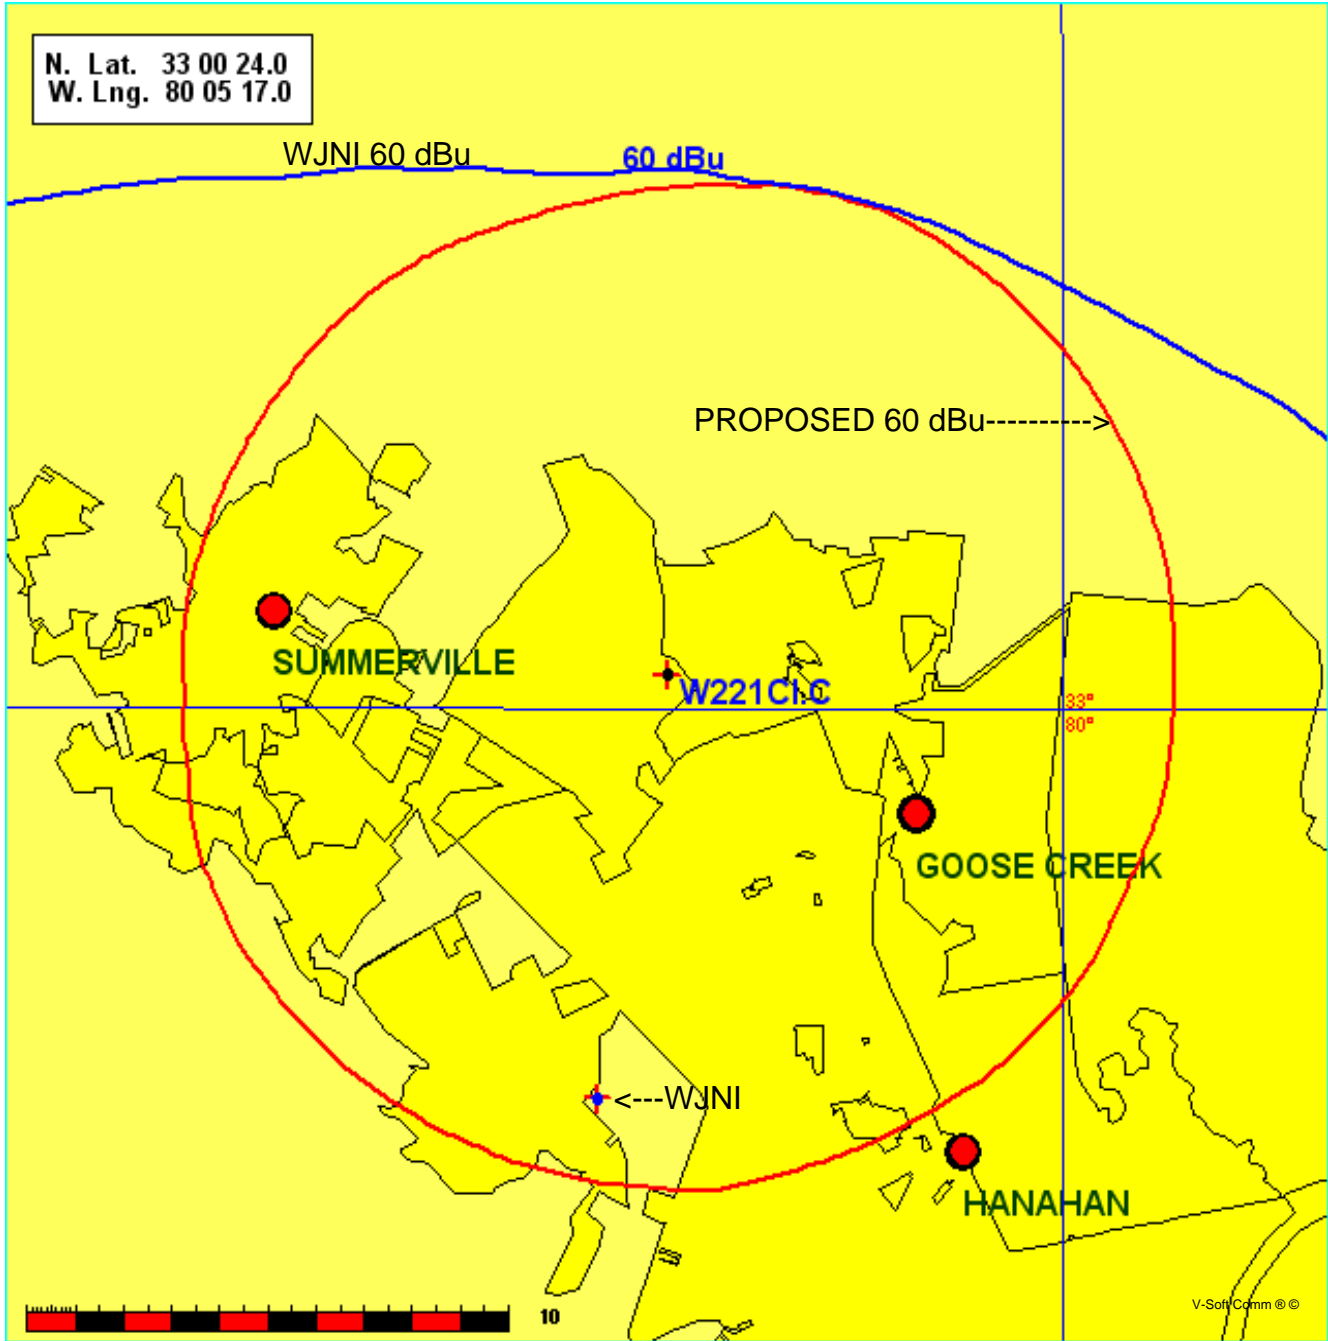 N. Lat. 33 00 24.0
W. Lng. 80 05 17.0
WJNI 60 dBu
60 dBu
PROPOSED 60 dBu---------->
SUMMERVILLE
W221CI.C
33°
80°
GOOSE CREEK
<---WJNI
HANAHAN
10
V-Soft Comm ® ©